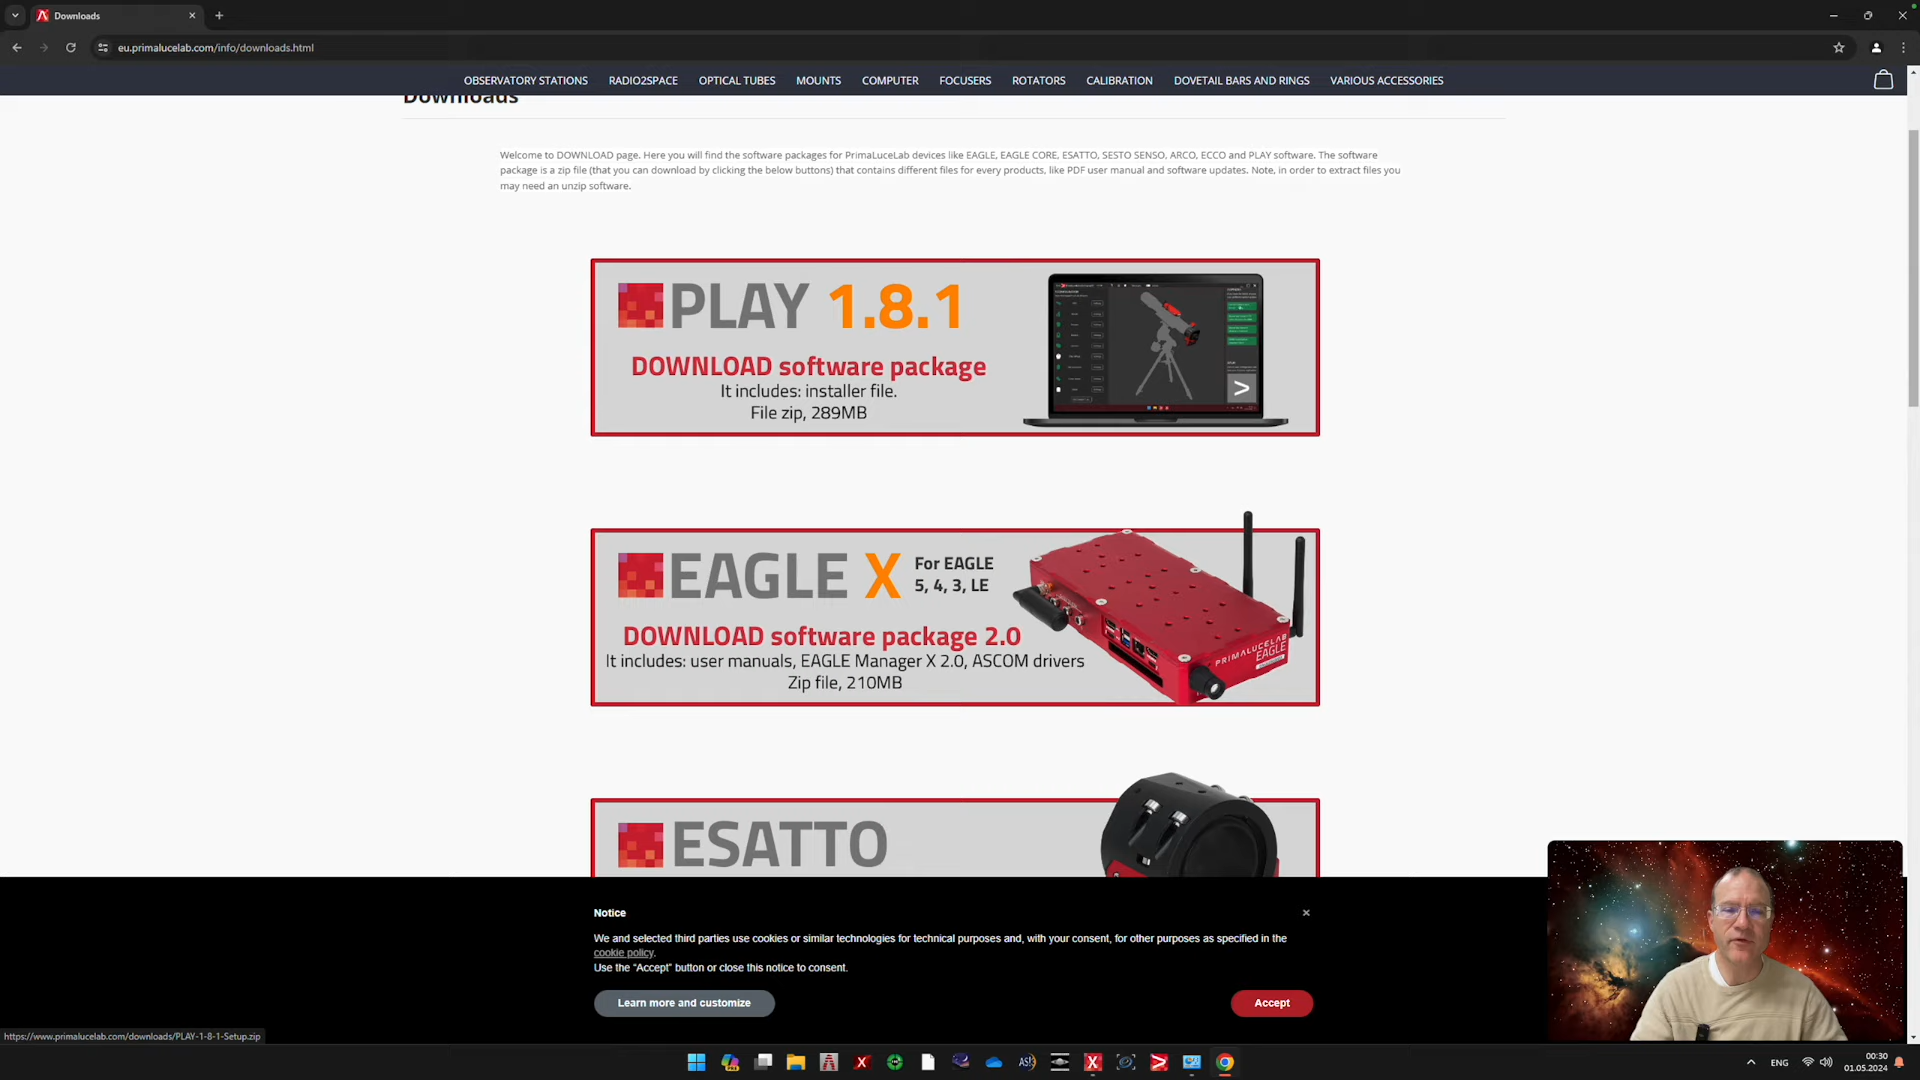 Downloads
eu.primalucelab.com/info/downloads.html
OBSERVATORY STATIONS RADIO2SPACE OPTICAL TUBES MOUNTS COMPUTER FOCUSERS ROTATORS CALIBRATION DOVETAIL BARS AND RINGS VARIOUS ACCESSORIES
Downloads
Welcome to DOWNLOAD page. Here you will find the software packages for PrimaLuceLab devices like EAGLE, EAGLE CORE, ESATTO, SESTO SENSO, ARCO, ECCO and PLAY software. The software
package is a zip file (that you can download by clicking the below buttons) that contains different files for every products, like PDF user manual and software updates. Note, in order to extract files you
may need an unzip software.
PLAY 1.8.1
DOWNLOAD software package
It includes: installer file.
File zip, 289MB
EAGLE X For EAGLE
5, 4, 3, LE
DOWNLOAD software package 2.0
It includes: user manuals, EAGLE Manager X 2.0, ASCOM drivers
Zip file, 210MB
PRIMALUCELAB
EAGLE
ESATTO
Notice
We and selected third parties use cookies or similar technologies for technical purposes and, with your consent, for other purposes as specified in the
cookie policy.
Use the “Accept” button or close this notice to consent.
Learn more and customize
Accept
https://www.primalucelab.com/downloads/PLAY-1-8-1-Setup.zip
ENG
00:30
01.05.2024